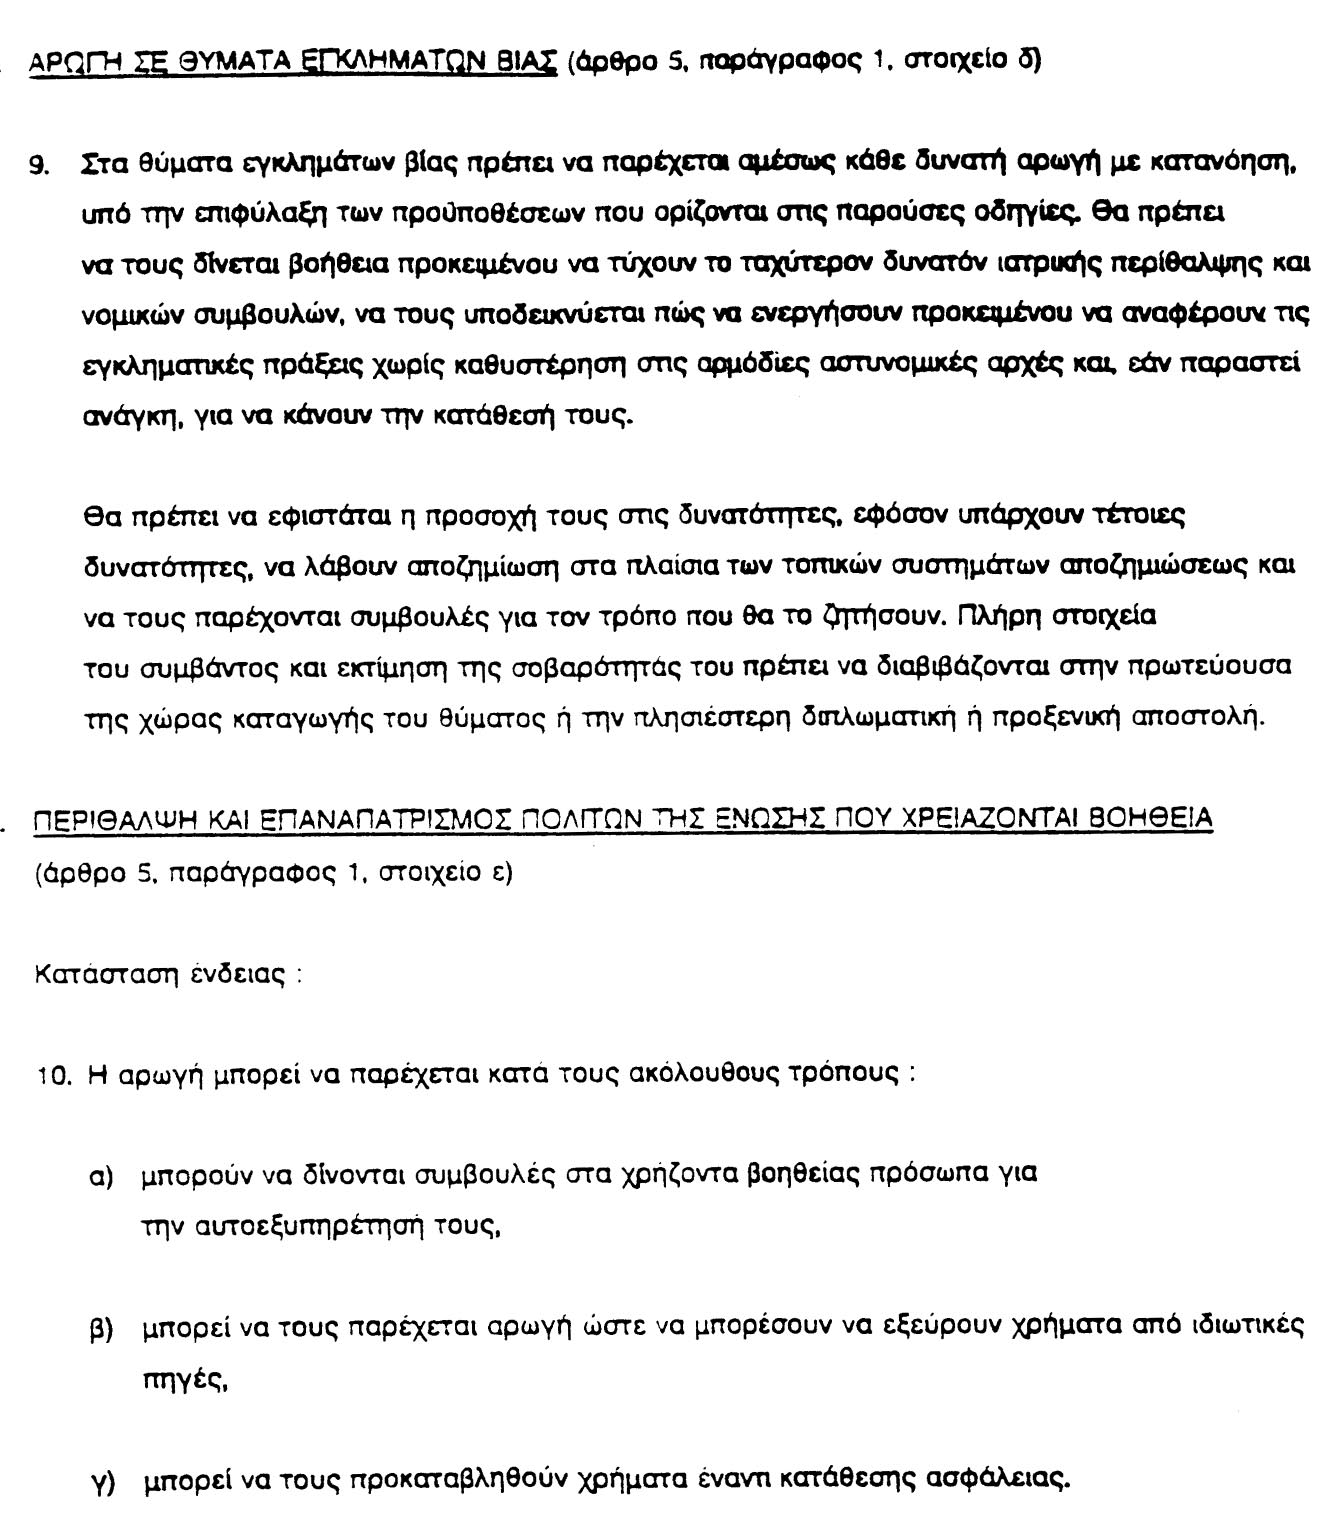 ΑΡΩΓΗ ΣΕ ΘΥΜΑΤΑ ΕΓΚΛΗΜΑΤΩΝ ΒΙΑΣ (άρθρο 5, παράγραφος 1, στοιχείο δ)
9. Στα θύματα εγκλημάτων βίας πρέπει να παρέχεται αμέσως κάθε δυνατή αρωγή με κατανόηση,
υπό την επιφύλαξη των προϋποθέσεων που ορίζονται στις παρούσες οδηγίες. Θα πρέπει
να τους δίνεται βοήθεια προκειμένου να τύχουν το ταχύτερον δυνατόν ιατρικής περίθαλψης και
νομικών συμβουλών, να τους υποδεικνύεται πώς να ενεργήσουν προκειμένου να αναφέρουν τις
εγκληματικές πράξεις χωρίς καθυστέρηση στις αρμόδιες αστυνομικές αρχές και, εάν παραστεί
ανάγκη, για να κάνουν την κατάθεσή τους.
Θα πρέπει να εφιστάται η προσοχή τους στις δυνατότητες, εφόσον υπάρχουν τέτοιες
δυνατότητες, να λάβουν αποζημίωση στα πλαίσια των τοπικών συστημάτων αποζημιώσεως και
να τους παρέχονται συμβουλές για τον τρόπο που θα το ζητήσουν. Πλήρη στοιχεία
του συμβάντος και εκτίμηση της σοβαρότητάς του πρέπει να διαβιβάζονται στην πρωτεύουσα
της χώρας καταγωγής του θύματος ή την πλησιέστερη διπλωματική ή προξενική αποστολή.
ΠΕΡΙΘΑΛΨΗ ΚΑΙ ΕΠΑΝΑΠΑΤΡΙΣΜΟΣ ΠΟΛΙΤΩΝ ΤΗΣ ΕΝΩΣΗΣ ΠΟΥ ΧΡΕΙΑΖΟΝΤΑΙ ΒΟΗΘΕΙΑ
(άρθρο 5, παράγραφος 1, στοιχείο ε)
Κατάσταση ένδειας :
10. Η αρωγή μπορεί να παρέχεται κατά τους ακόλουθους τρόπους :
α) μπορούν να δίνονται συμβουλές στα χρήζοντα βοηθείας πρόσωπα για
την αυτοεξυπηρέτησή τους,
β) μπορεί να τους παρέχεται αρωγή ώστε να μπορέσουν να εξεύρουν χρήματα από ιδιωτικές
πηγές,
γ) μπορεί να τους προκαταβληθούν χρήματα έναντι κατάθεσης ασφάλειας.